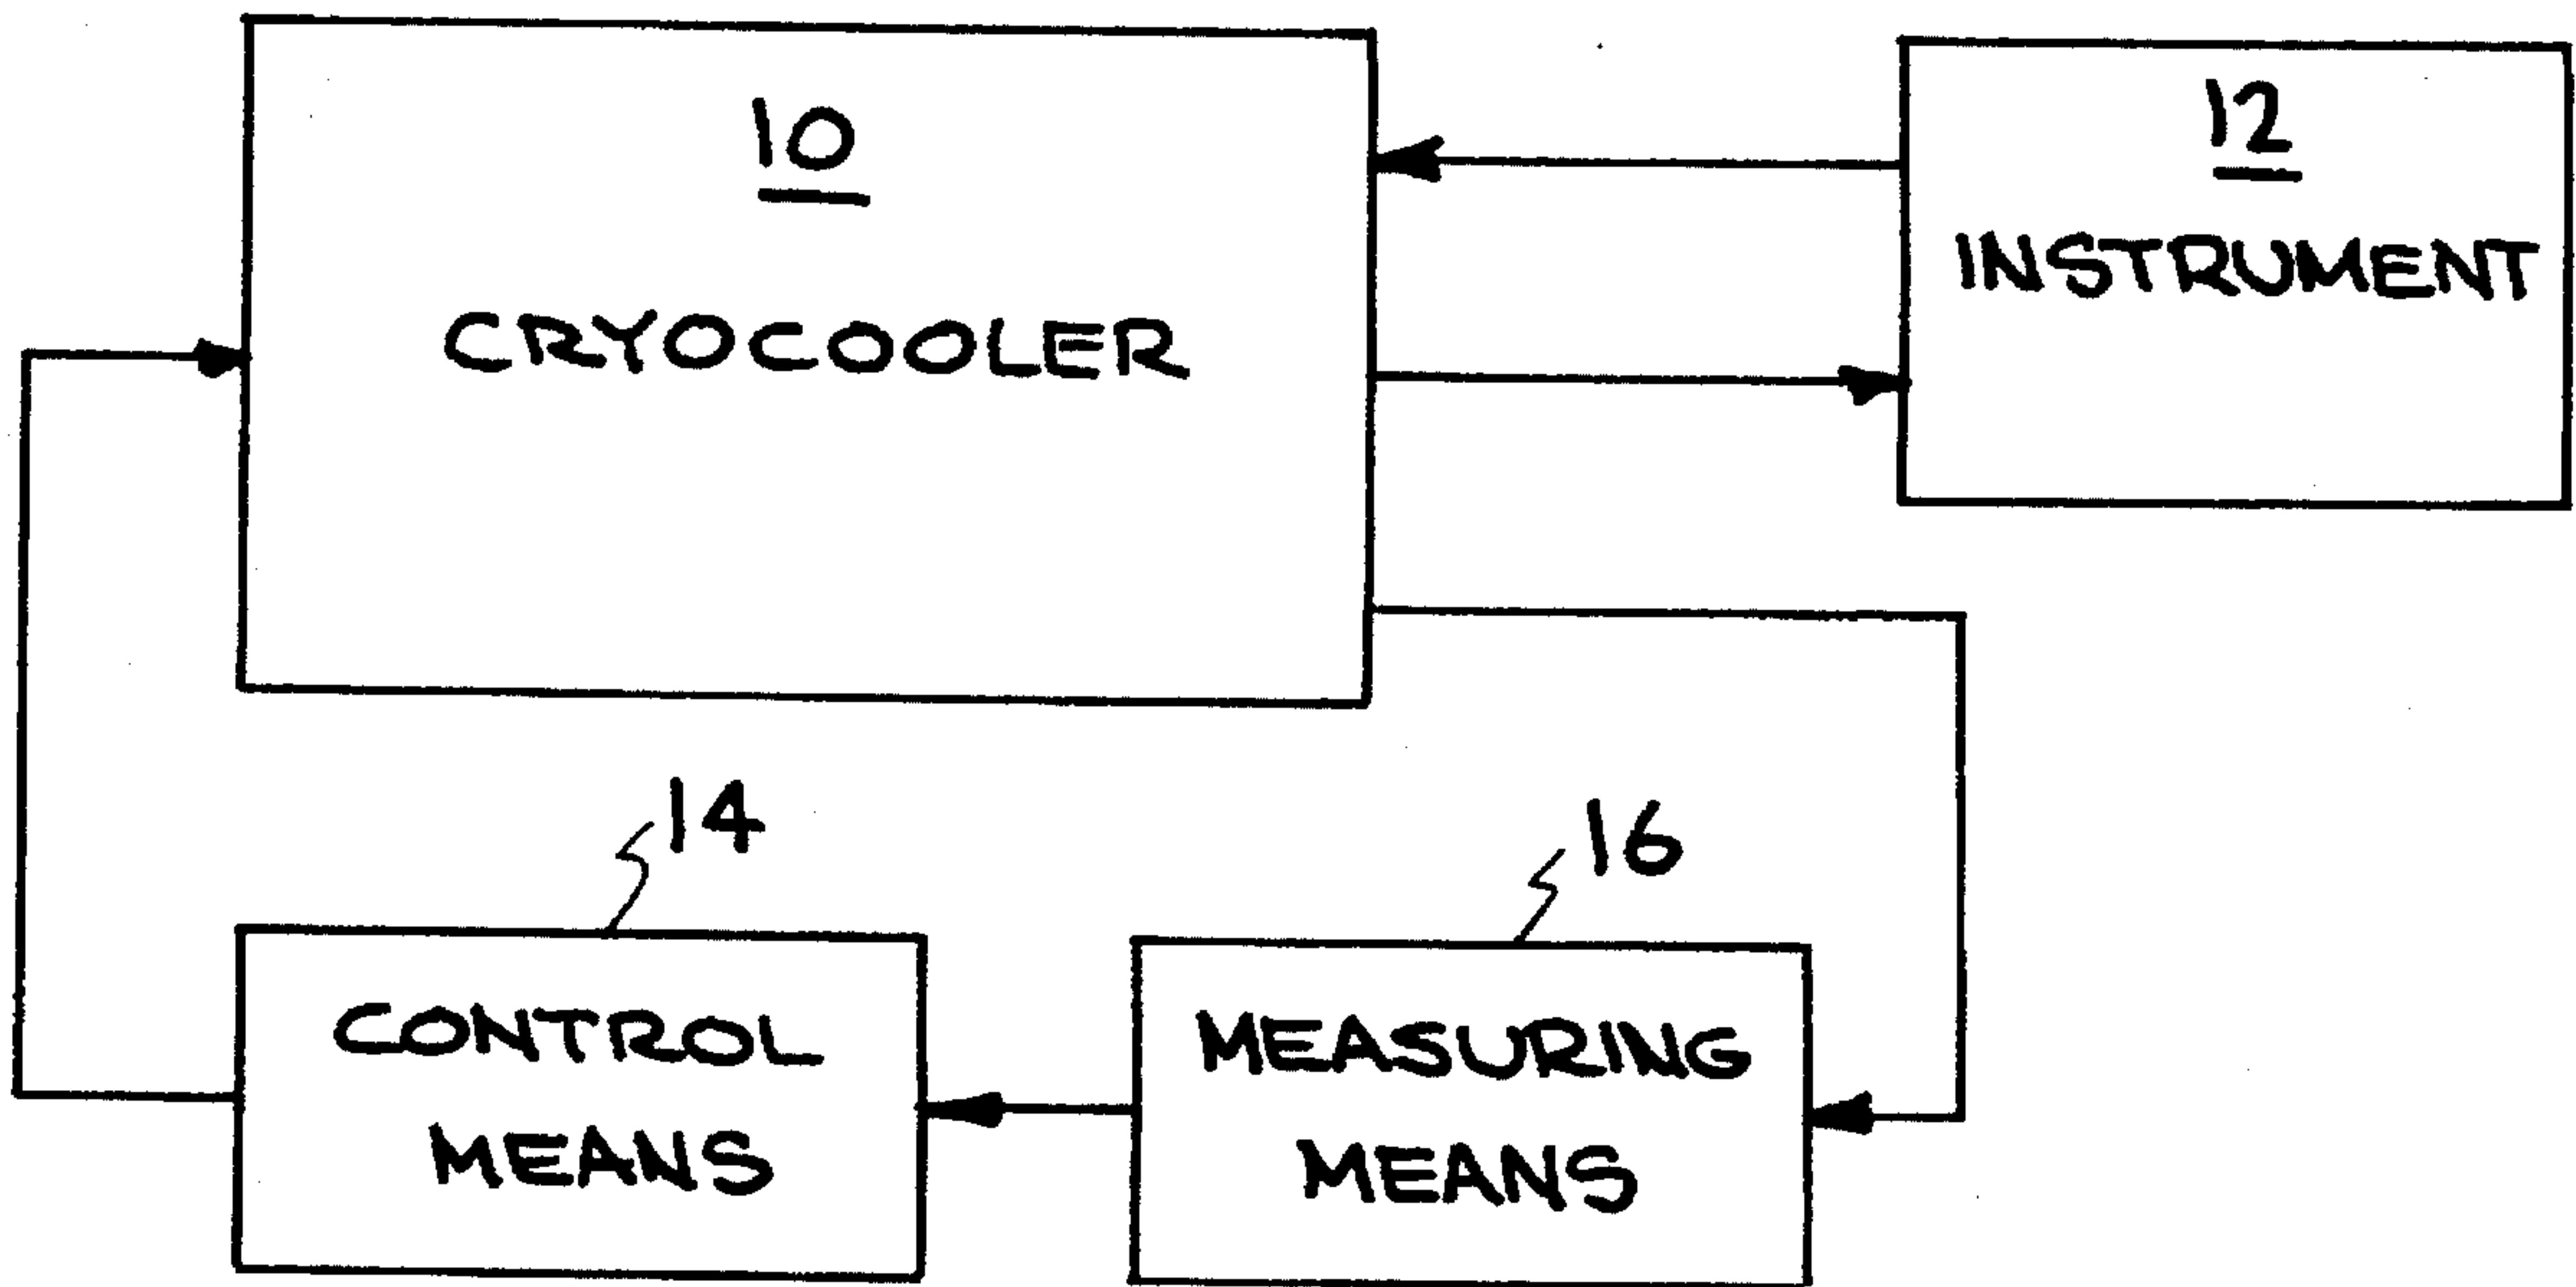 10
CRYOCOOLER
12
INSTRUMENT
14
CONTROL
MEANS
16
MEASURING
MEANS